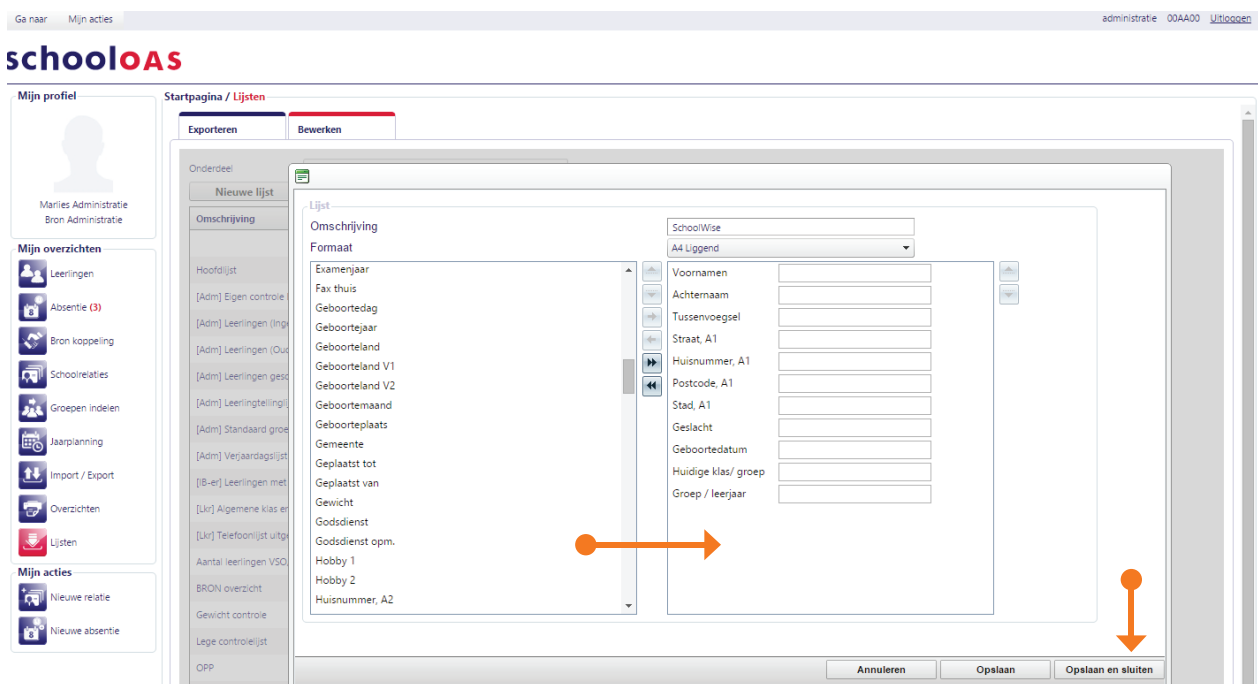 Ga naar Mijn acties administratie 00AA00 Uitloggen
schoolOAS
Mijn profiel
Marlies Administratie
Bron Administratie
Mijn overzichten
Leerlingen
Absentie (3)
Bron koppeling
Schoolrelaties
Groepen indelen
Jaarplanning
Import / Export
Overzichten
Lijsten
Mijn acties
Nieuwe relatie
Nieuwe absentie
Startpagina / Lijsten
Exporteren Bewerken
Onderdeel
Nieuwe lijst
Omschrijving
Hoofdlijst
[Adm] Eigen controle
[Adm] Leerlingen
[Adm] Leerlingen
[Adm] Leerlingen
[Adm]
[Adm] Standaard
[Adm] Verjaardagslijst
[IB-er] Leerlingen met
[Lkr] Algemene klas
[Lkr] Telefoonlijst
Aantal leerlingen VSO,
BRON overzicht
Gewicht controle
Lege controlelijst
OPP
Lijst
Omschrijving SchoolWise
Formaat A4 Liggend
Examenjaar
Fax thuis
Geboortedag
Geboortejaar
Geboorteland
Geboorteland V1
Geboorteland V2
Geboortemaand
Geboorteplaats
Gemeente
Geplaatst tot
Geplaatst van
Gewicht
Godsdienst
Godsdienst opm.
Hobby 1
Hobby 2
Huisnummer, A2
Voornamen
Achternaam
Tussenvoegsel
Straat, A1
Huisnummer, A1
Postcode, A1
Stad, A1
Geslacht
Geboortedatum
Huidige klas/ groep
Groep / leerjaar
Annuleren Opslaan Opslaan en sluiten